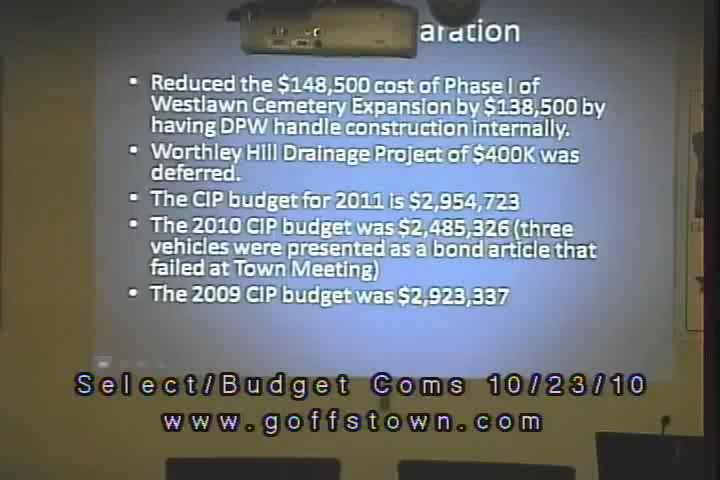 aration
• Reduced the $148,500 cost of Phase I of
Westlawn Cemetery Expansion by $138,500 by
having DPW handle construction internally.
• Worthley Hill Drainage Project of $400K was
deferred.
• The CIP budget for 2011 is $2,954,723
• The 2010 CIP budget was $2,485,326 (three
vehicles were presented as a bond article that
failed at Town Meeting)
• The 2009 CIP budget was $2,923,337
Select/Budget Coms 10/23/10
www.goffstown.com